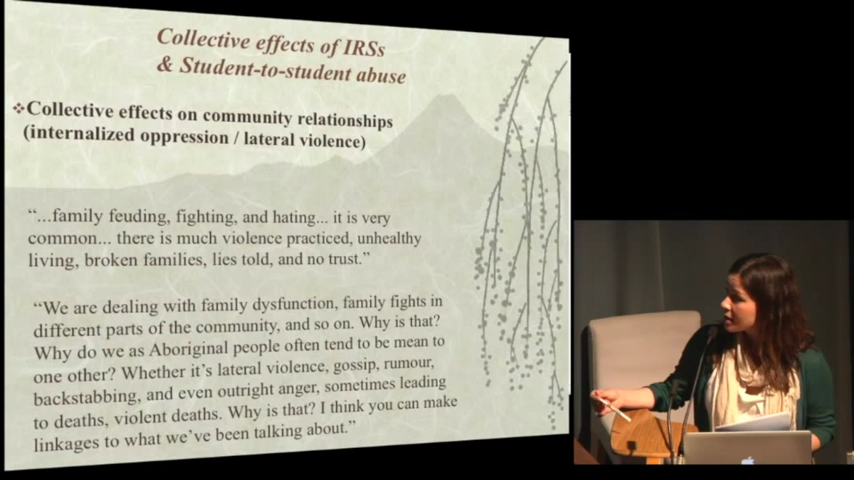 Collective effects of IRSs
& Student-to-student abuse
❖Collective effects on community relationships
(internalized oppression / lateral violence)
“...family feuding, fighting, and hating... it is very
common... there is much violence practiced, unhealthy
living, broken families, lies told, and no trust.”
“We are dealing with family dysfunction, family fights in
different parts of the community, and so on. Why is that?
Why do we as Aboriginal people often tend to be mean to
one other? Whether it’s lateral violence, gossip, rumour,
backstabbing, and even outright anger, sometimes leading
to deaths, violent deaths. Why is that? I think you can make
linkages to what we’ve been talking about.”